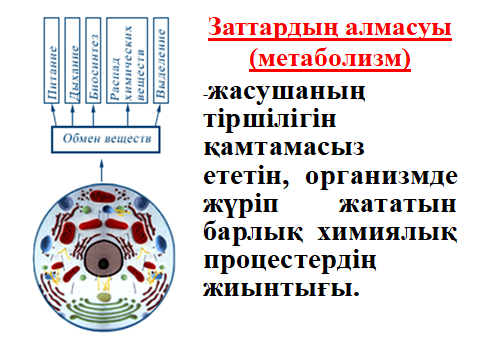 Питание
Дыхание
Биосинтез
Распад
химических
веществ
Выделение
Обмен веществ
Заттардың алмасуы
(метаболизм)
-жасушаның
тіршілігін
қамтамасыз
ететін, организмде
жүріп жататын
барлық химиялық
процестердің
жиынтығы.